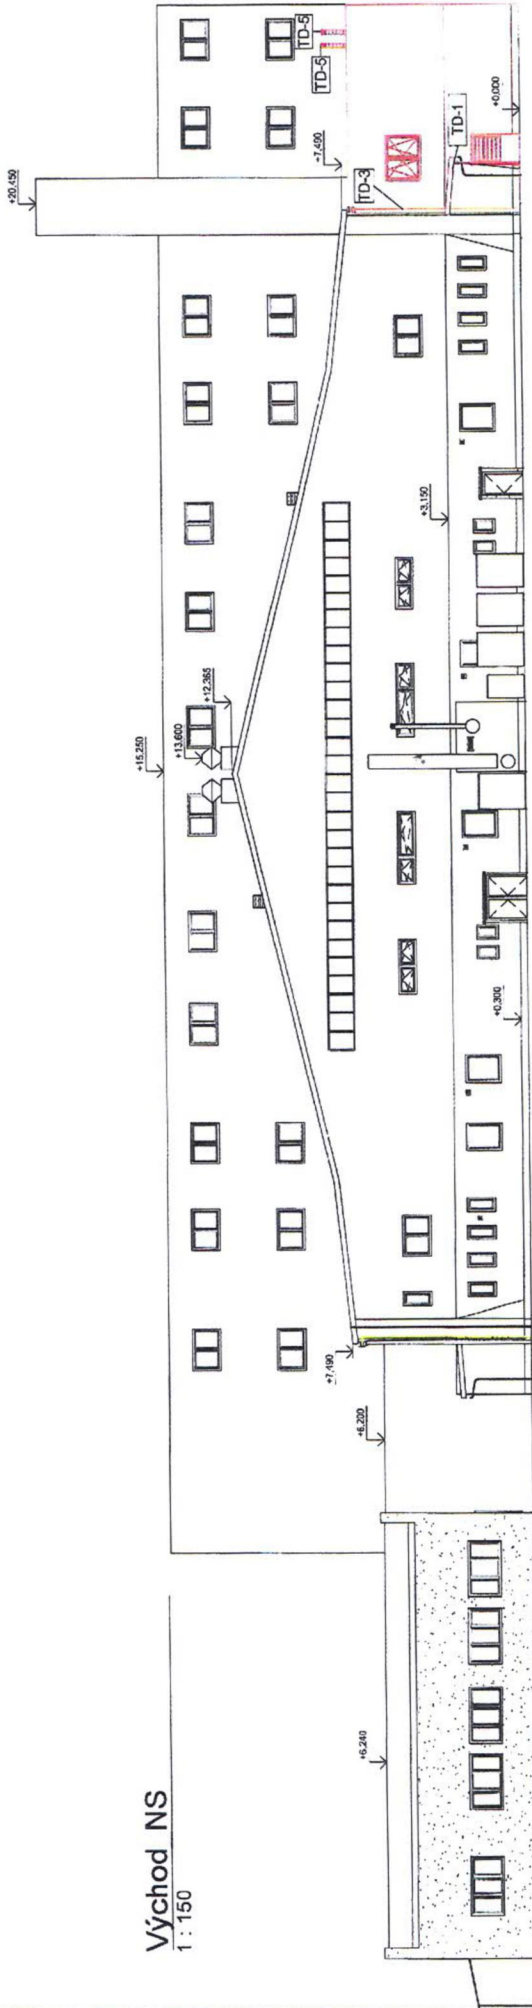 Východ NS
1 : 150
+6,240
+6,200
+7,490
+15,250
+13,600
+12,365
+0,300
+3,150
+20,450
+7,490
TD-5
TD-5
TD-3
TD-1
+0,000